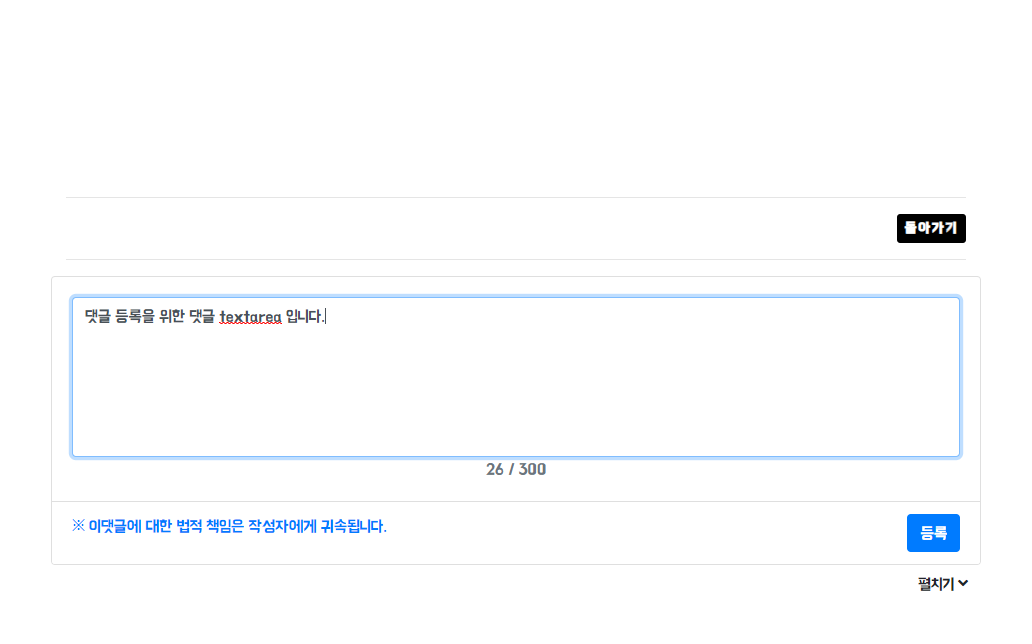 돌아가기
댓글 등록을 위한 댓글 textarea 입니다.
26 / 300
※ 이댓글에 대한 법적 책임은 작성자에게 귀속됩니다.
등록
펼치기